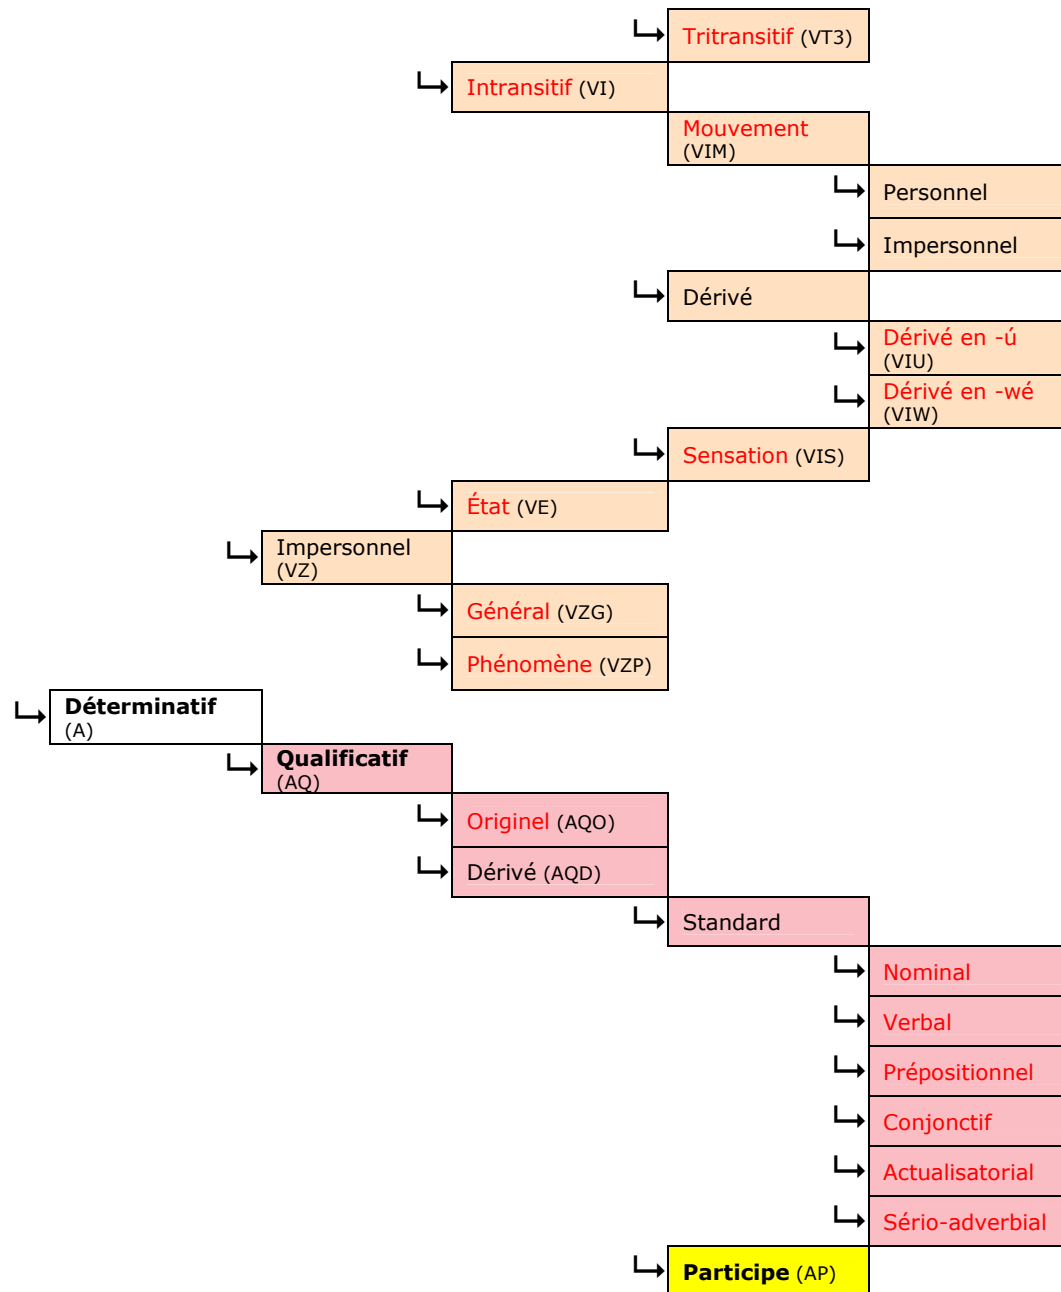 Tritransitif (VT3)
Intransitif (VI)
Mouvement
(VIM)
Personnel
Impersonnel
Dérivé
Dérivé en -ú
(VIU)
Dérivé en -wé
(VIW)
Sensation (VIS)
État (VE)
Impersonnel
(VZ)
Général (VZG)
Phénomène (VZP)
Déterminatif
(A)
Qualificatif
(AQ)
Originel (AQO)
Dérivé (AQD)
Standard
Nominal
Verbal
Prépositionnel
Conjonctif
Actualisatorial
Sério-adverbial
Participe (AP)